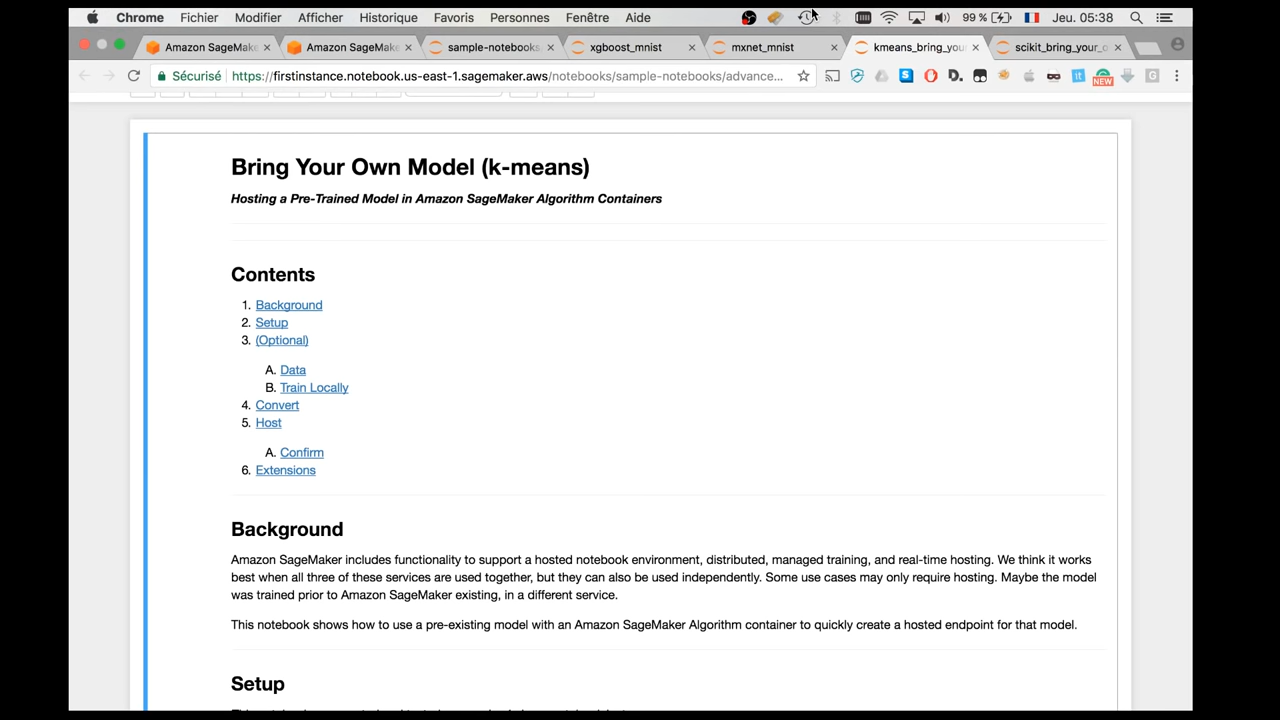 Chrome Fichier Modifier Afficher Historique Favoris Personnes Fenêtre Aide 99 % Jeu. 05:38
Amazon SageMake Amazon SageMake sample-notebooks xgboost_mnist mxnet_mnist kmeans_bring_you scikit_bring_your_o
Sécurisé https://firstinstance.notebook.us-east-1.sagemaker.aws/notebooks/sample-notebooks/advance... NEW
Bring Your Own Model (k-means)
Hosting a Pre-Trained Model in Amazon SageMaker Algorithm Containers
Contents
1. Background
2. Setup
3. (Optional)
A. Data
B. Train Locally
4. Convert
5. Host
A. Confirm
6. Extensions
Background
Amazon SageMaker includes functionality to support a hosted notebook environment, distributed, managed training, and real-time hosting. We think it works
best when all three of these services are used together, but they can also be used independently. Some use cases may only require hosting. Maybe the model
was trained prior to Amazon SageMaker existing, in a different service.
This notebook shows how to use a pre-existing model with an Amazon SageMaker Algorithm container to quickly create a hosted endpoint for that model.
Setup